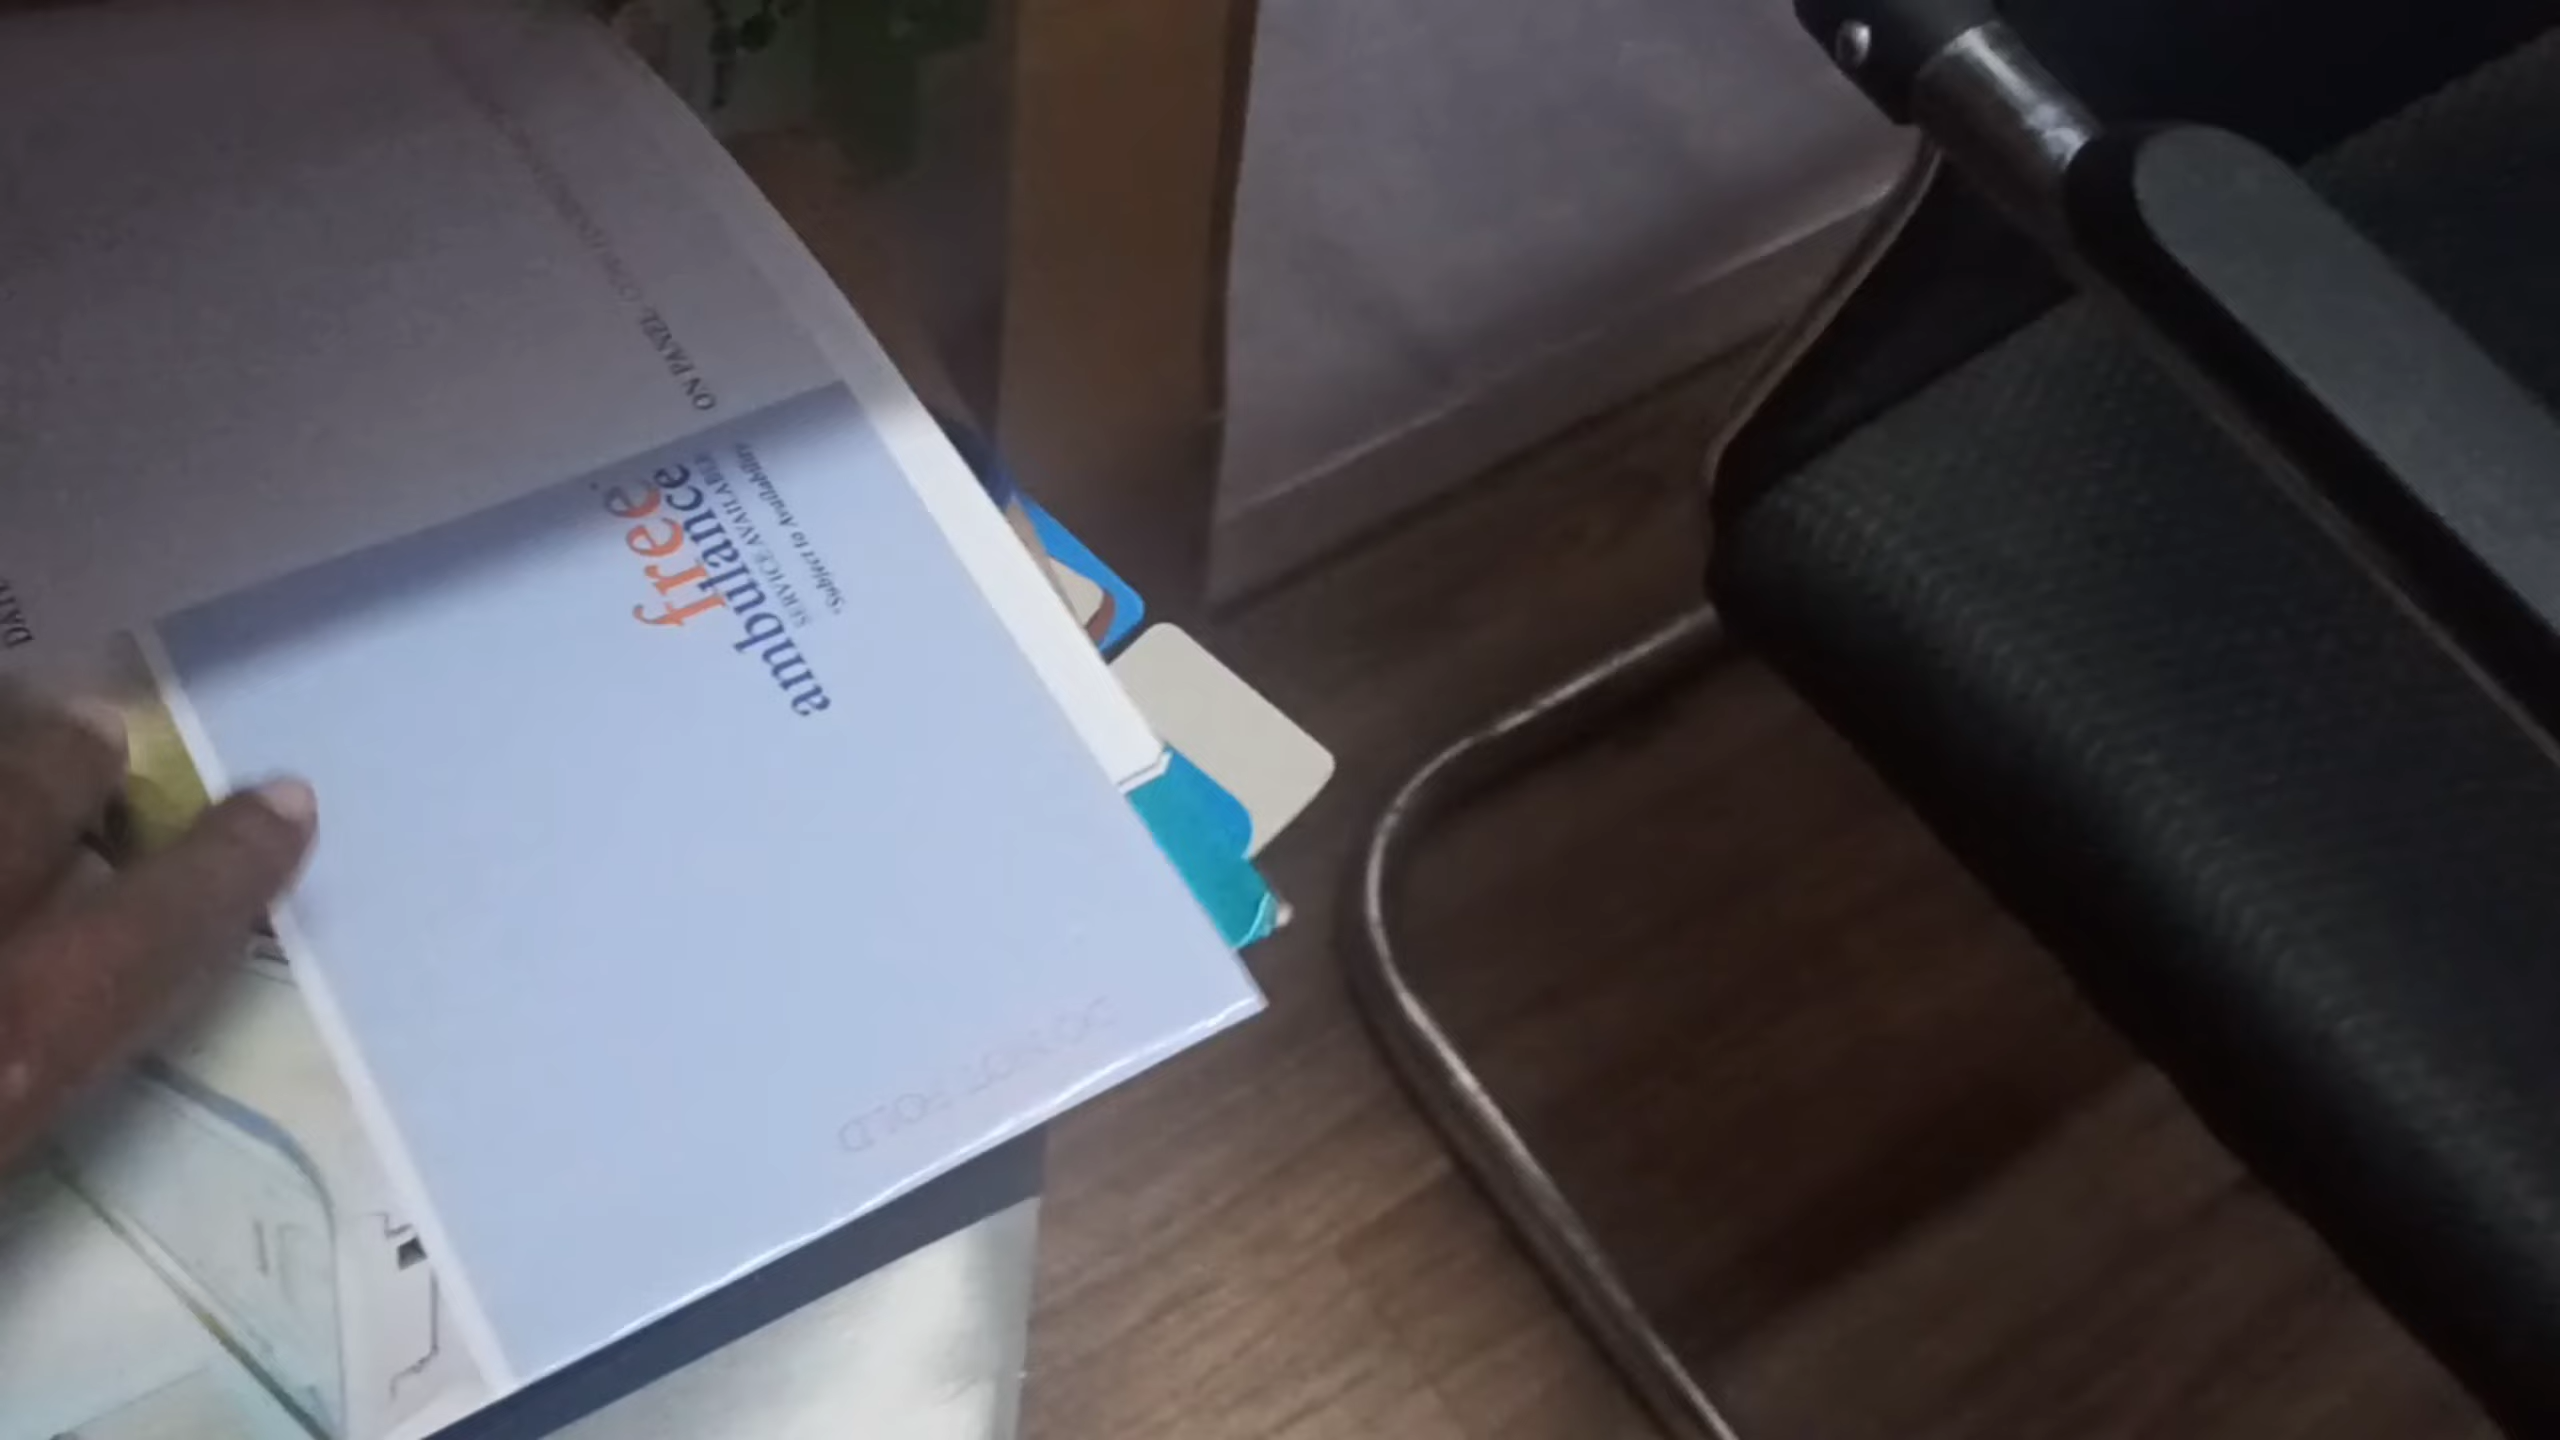 ON PANEL
free*
ambulance
SERVICE AVAILABLE
*Subject to Availability
DO NOT FOLD